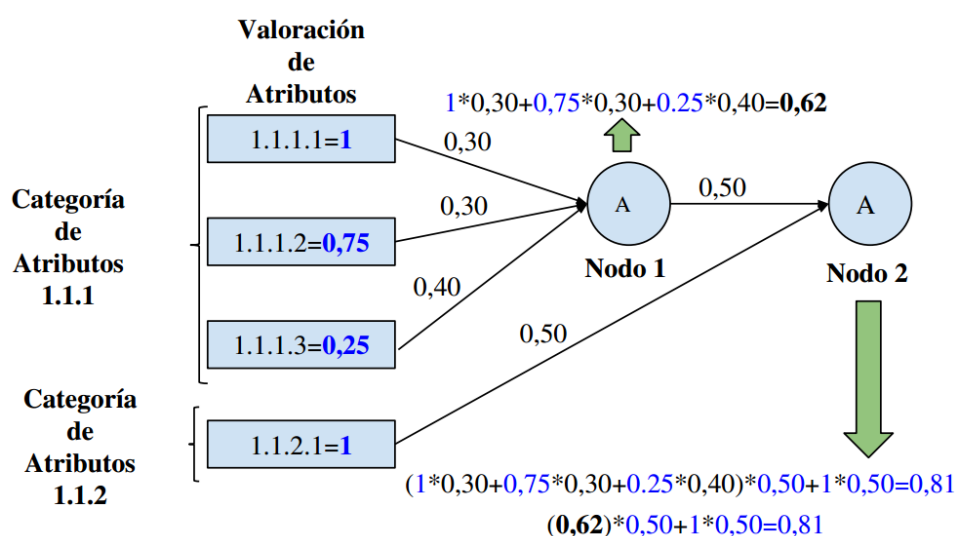 Valoración
de
Atributos
1*0,30+0,75*0,30+0.25*0,40=0,62
1.1.1.1=1
0,30
Categoría
de
Atributos
1.1.1
1.1.1.2=0,75
0,30
A
0,50
A
Nodo 1
Nodo 2
0,40
1.1.1.3=0,25
0,50
Categoría
de
Atributos
1.1.2
1.1.2.1=1
(1*0,30+0,75*0,30+0.25*0,40)*0,50+1*0,50=0,81
(0,62)*0,50+1*0,50=0,81